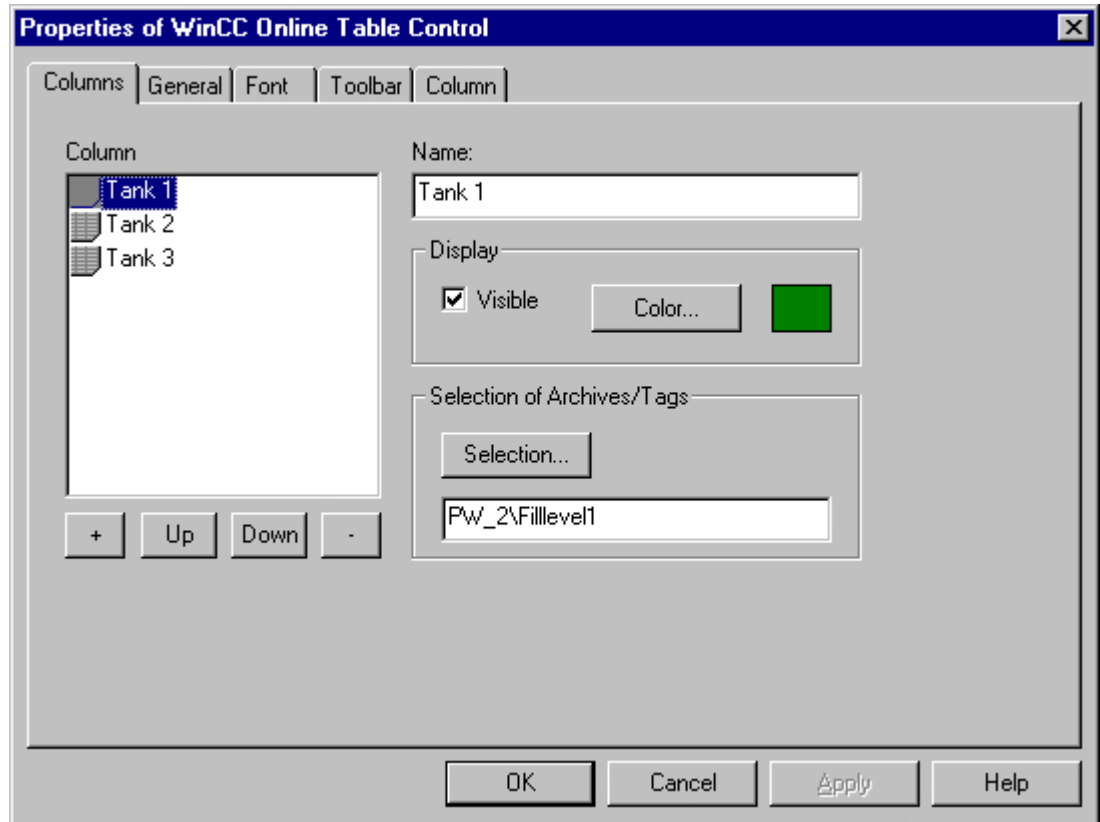 Properties of WinCC Online Table Control
Columns General Font Toolbar Column
Column
Tank 1
Tank 2
Tank 3
+ Up Down -
Name:
Tank 1
Display
Visible Color...
Selection of Archives/Tags
Selection...
PW_2\Filllevel1
OK Cancel Apply Help